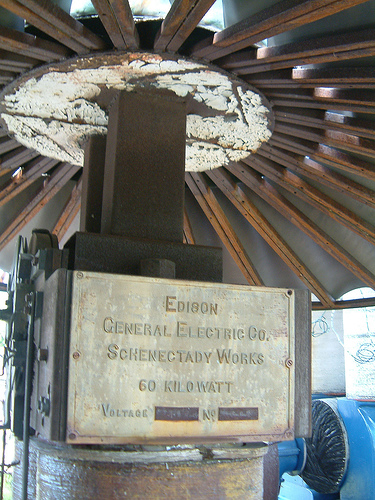 EDISON
GENERAL ELECTRIC CO.
SCHENECTADY WORKS
60 KILOWATT
VOLTAGE NO